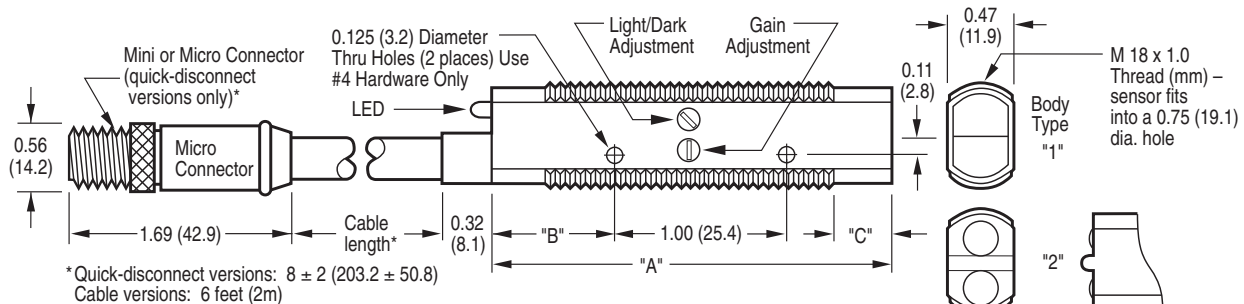 Mini or Micro Connector
(quick-disconnect
versions only)*
0.125 (3.2) Diameter
Thru Holes (2 places) Use
#4 Hardware Only
LED
Light/Dark
Adjustment
Gain
Adjustment
0.47
(11.9)
0.11
(2.8)
M 18 x 1.0
Thread (mm) –
sensor fits
into a 0.75 (19.1)
dia. hole
Body
Type
"1"
0.56
(14.2)
Micro
Connector
1.69 (42.9)
Cable
length*
0.32
(8.1)
"B"
1.00 (25.4)
"C"
"A"
"2"
*Quick-disconnect versions: 8 ± 2 (203.2 ± 50.8)
Cable versions: 6 feet (2m)